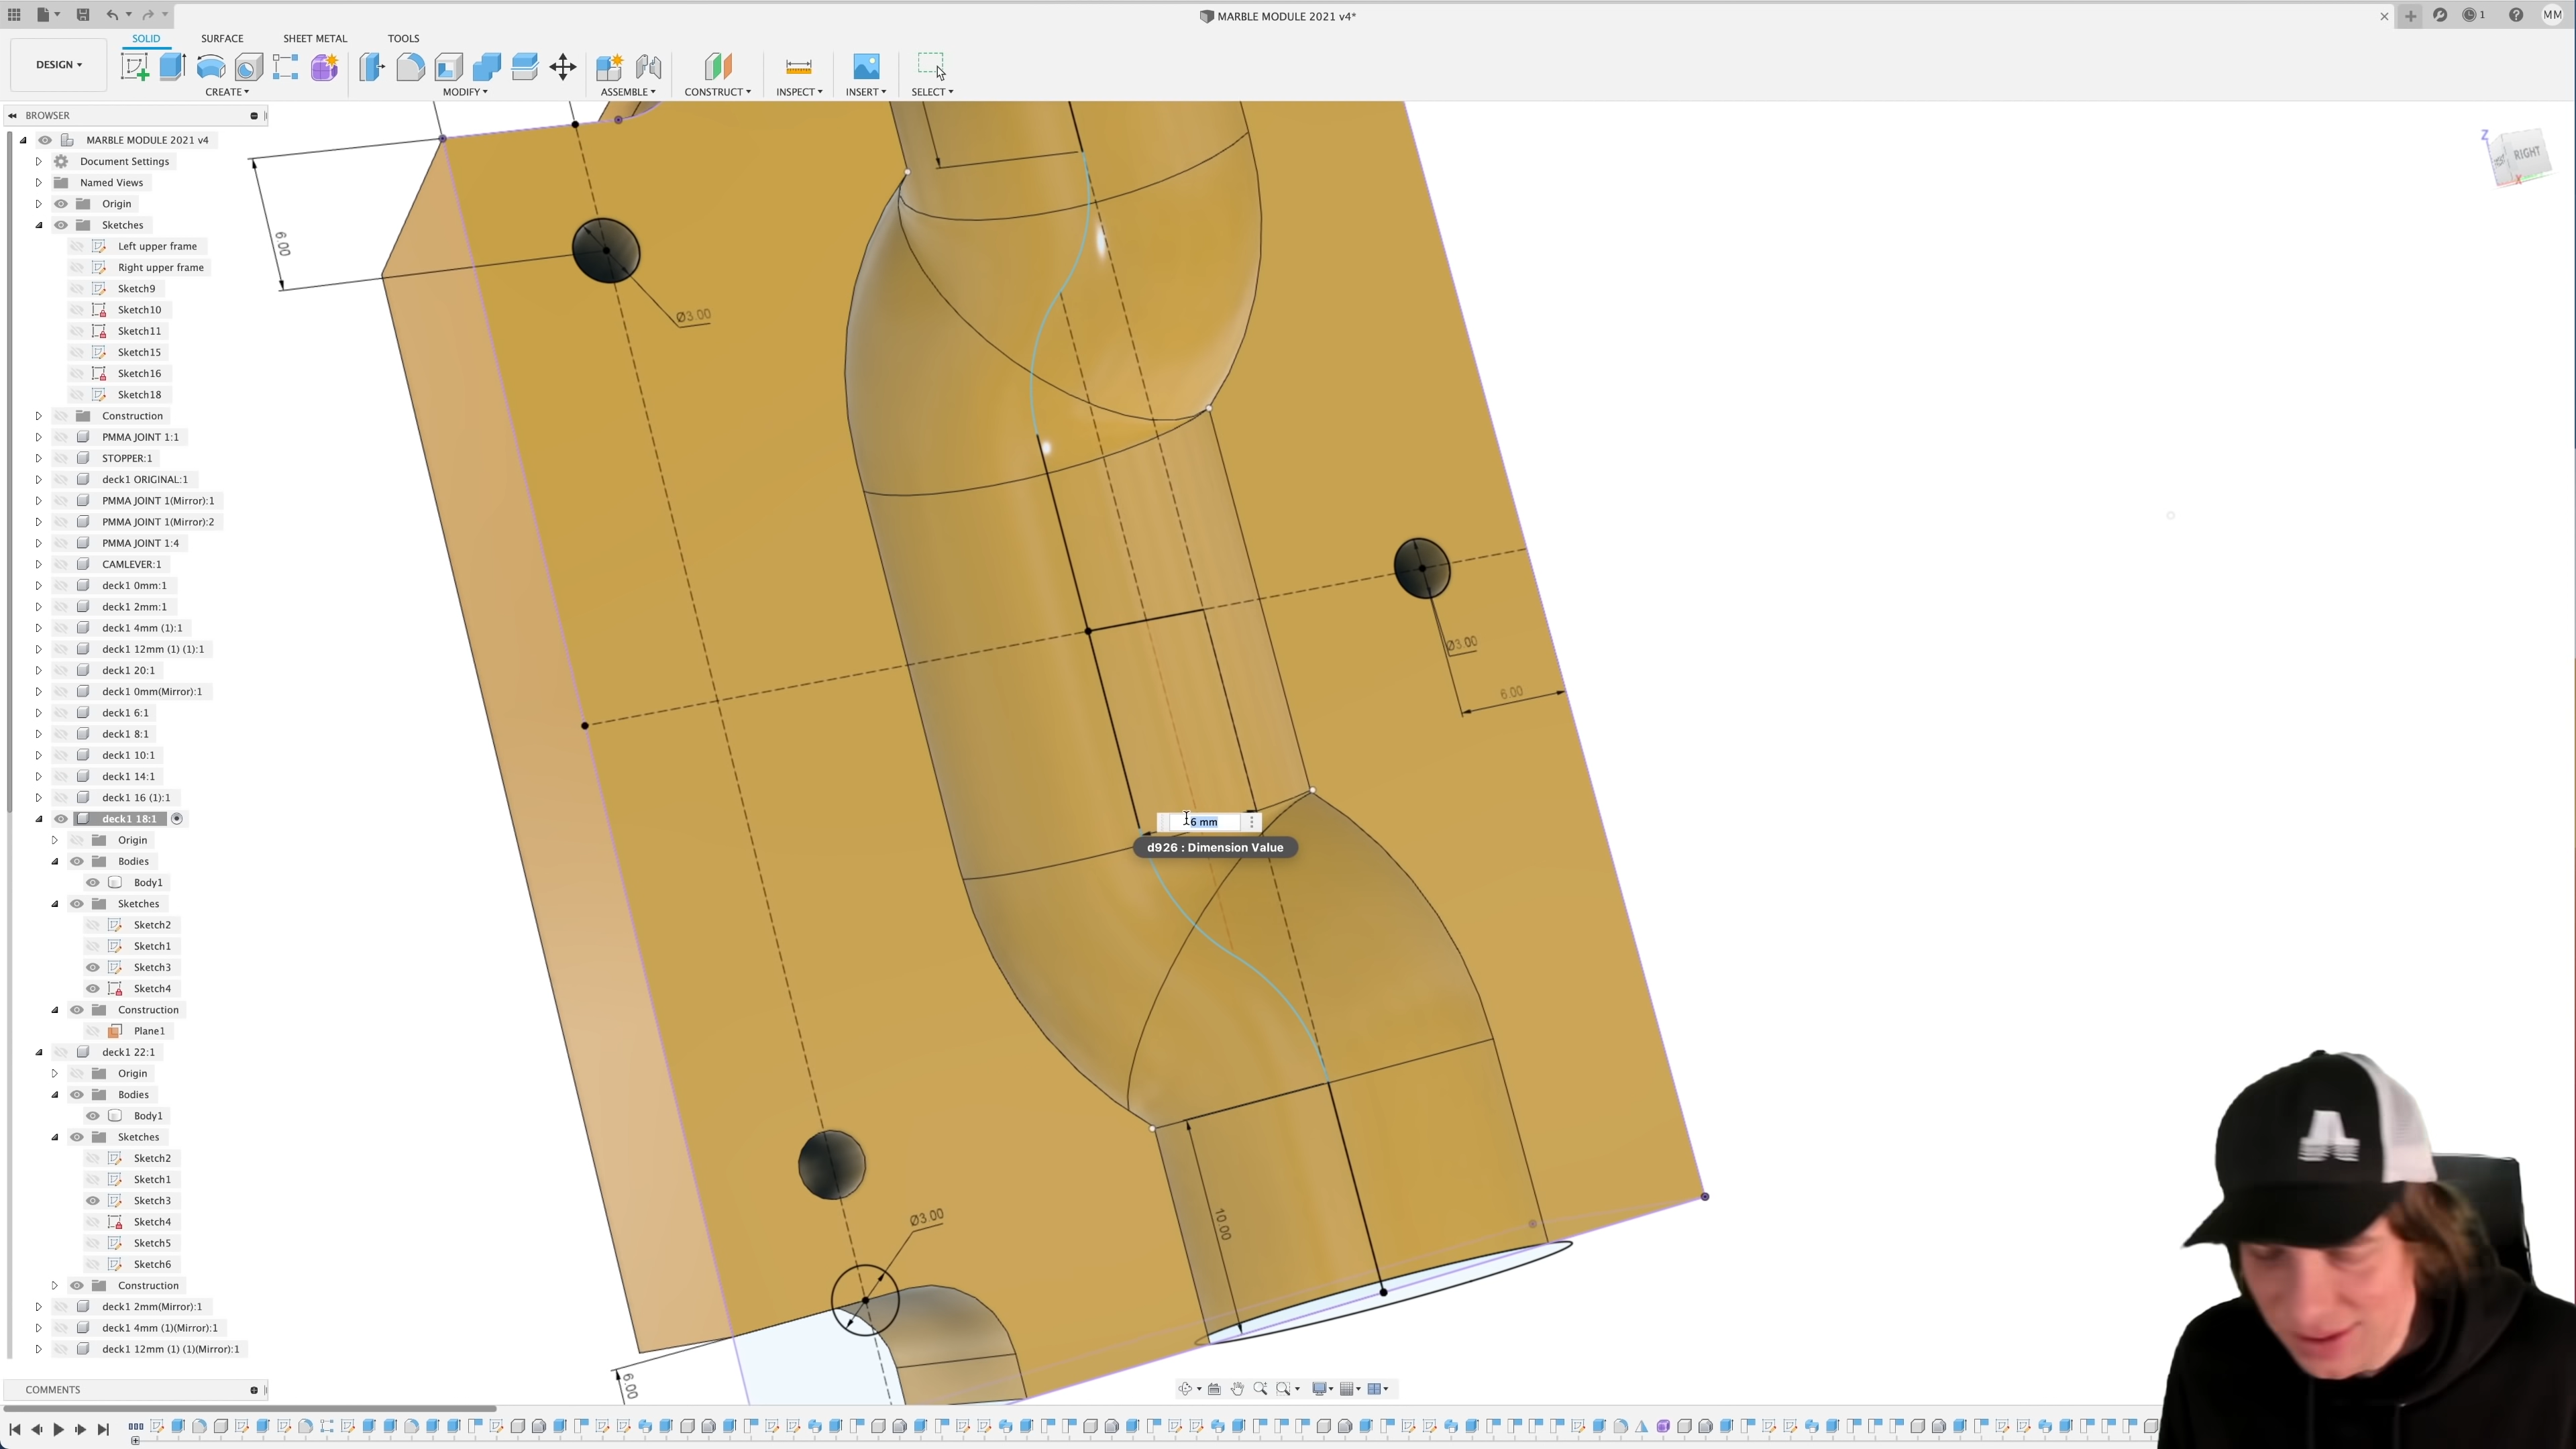 MARBLE MODULE 2021 v4*
1
MM
SOLID
SURFACE
SHEET METAL
TOOLS
DESIGN
CREATE
MODIFY
ASSEMBLE
CONSTRUCT
INSPECT
INSERT
SELECT
BROWSER
MARBLE MODULE 2021 v4
Document Settings
Named Views
Origin
Sketches
Left upper frame
Right upper frame
Sketch9
Sketch10
Sketch11
Sketch15
Sketch16
Sketch18
Construction
PMMA JOINT 1:1
STOPPER:1
deck1 ORIGINAL:1
PMMA JOINT 1(Mirror):1
PMMA JOINT 1(Mirror):2
PMMA JOINT 1:4
CAMLEVER:1
deck1 0mm:1
deck1 2mm:1
deck1 4mm (1):1
deck1 12mm (1) (1):1
deck1 20:1
deck1 0mm(Mirror):1
deck1 6:1
deck1 8:1
deck1 10:1
deck1 14:1
deck1 16 (1):1
deck1 18:1
Origin
Bodies
Body1
Sketches
Sketch2
Sketch1
Sketch3
Sketch4
Construction
Plane1
deck1 22:1
Origin
Bodies
Body1
Sketches
Sketch2
Sketch1
Sketch3
Sketch4
Sketch5
Sketch6
Construction
deck1 2mm(Mirror):1
deck1 4mm (1)(Mirror):1
deck1 12mm (1) (1)(Mirror):1
COMMENTS
6.00
Ø3.00
Ø3.00
6.00
6 mm
d926 : Dimension Value
Ø3.00
10.00
6.00
Z
RIGHT
X